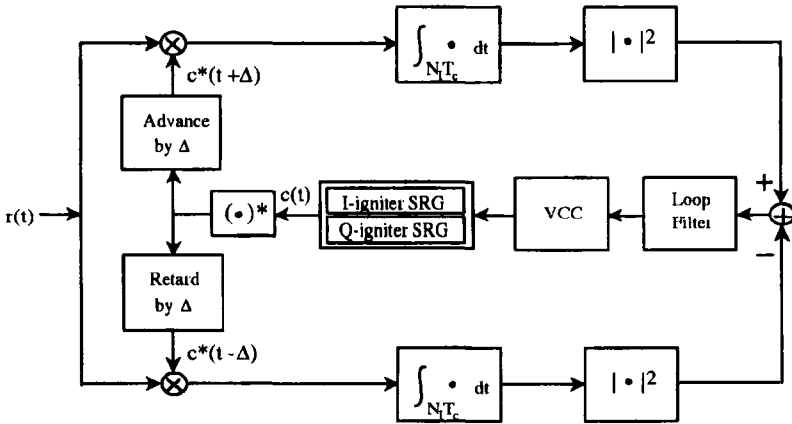 ∫ N_I T_c • dt
| • |²
c*(t +Δ)
Advance
by Δ
r(t)
(•)*
c(t)
I-igniter SRG
Q-igniter SRG
VCC
Loop
Filter
+
+
−
Retard
by Δ
c*(t -Δ)
∫ N_I T_c • dt
| • |²